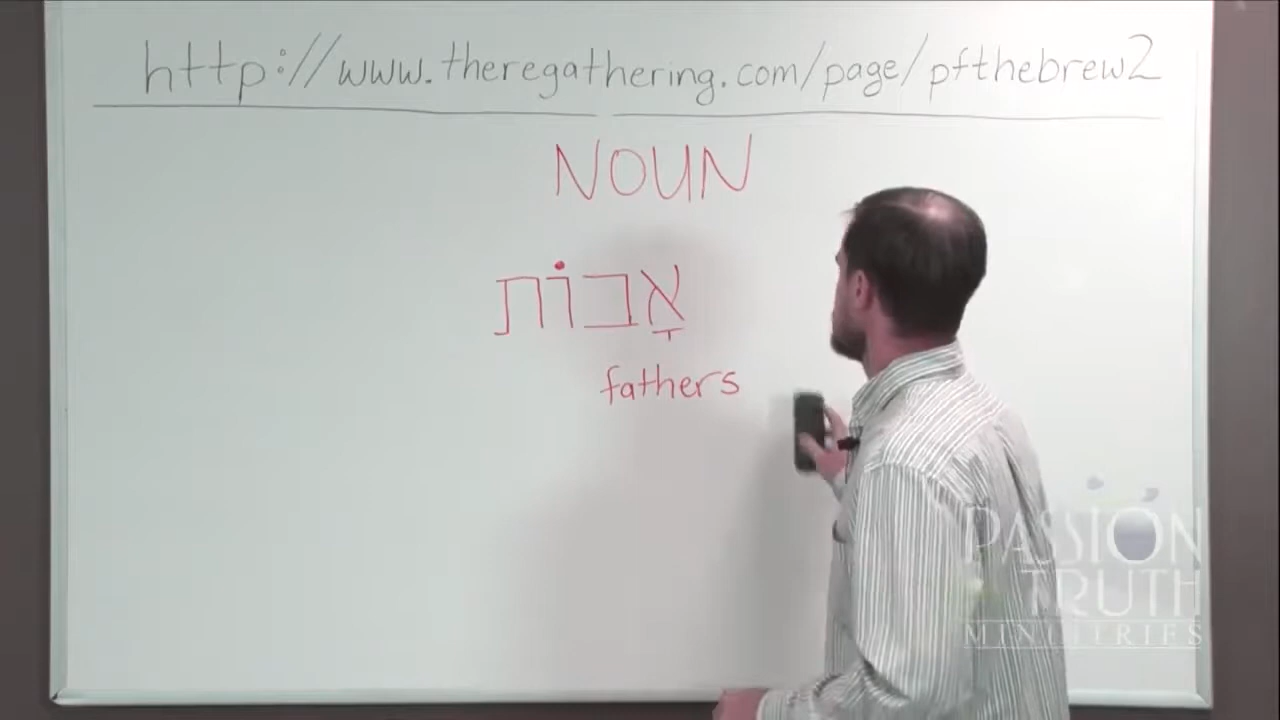 http://www.theregathering.com/page/pfthebrew2
NOUN
אָבוֹת
fathers
PASSION
TRUTH
MINISTRIES